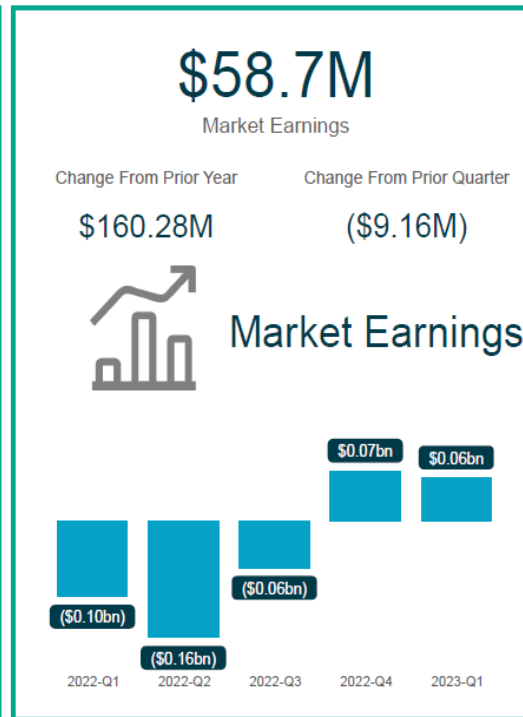 $58.7M
Market Earnings
Change From Prior Year Change From Prior Quarter
$160.28M ($9.16M)
Market Earnings
$0.07bn $0.06bn
($0.10bn) ($0.16bn) ($0.06bn)
2022-Q1 2022-Q2 2022-Q3 2022-Q4 2023-Q1